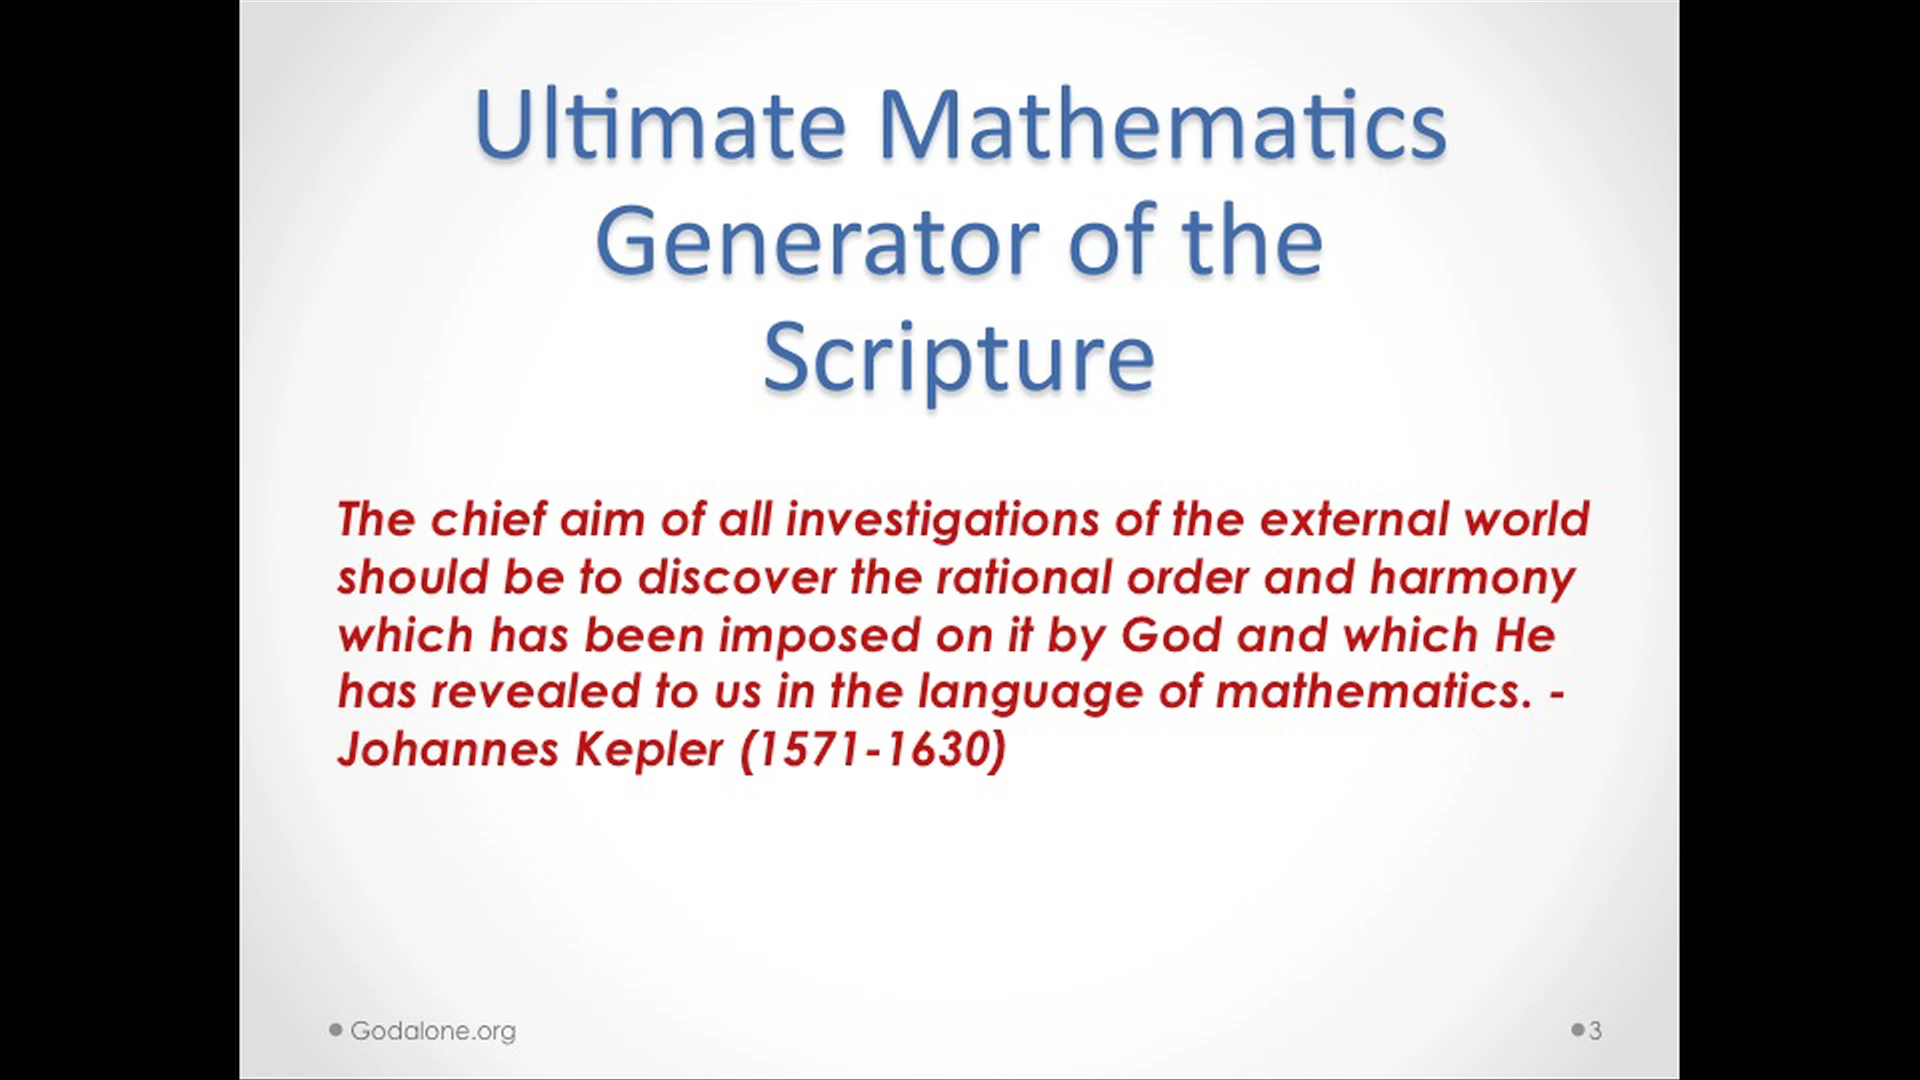 Ultimate Mathematics
Generator of the
Scripture
The chief aim of all investigations of the external world
should be to discover the rational order and harmony
which has been imposed on it by God and which He
has revealed to us in the language of mathematics. -
Johannes Kepler (1571-1630)
Godalone.org
3